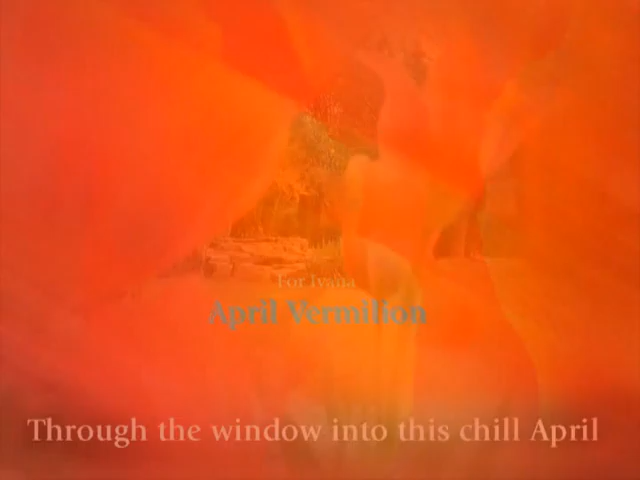 For Ivana
April Vermilion
Through the window into this chill April